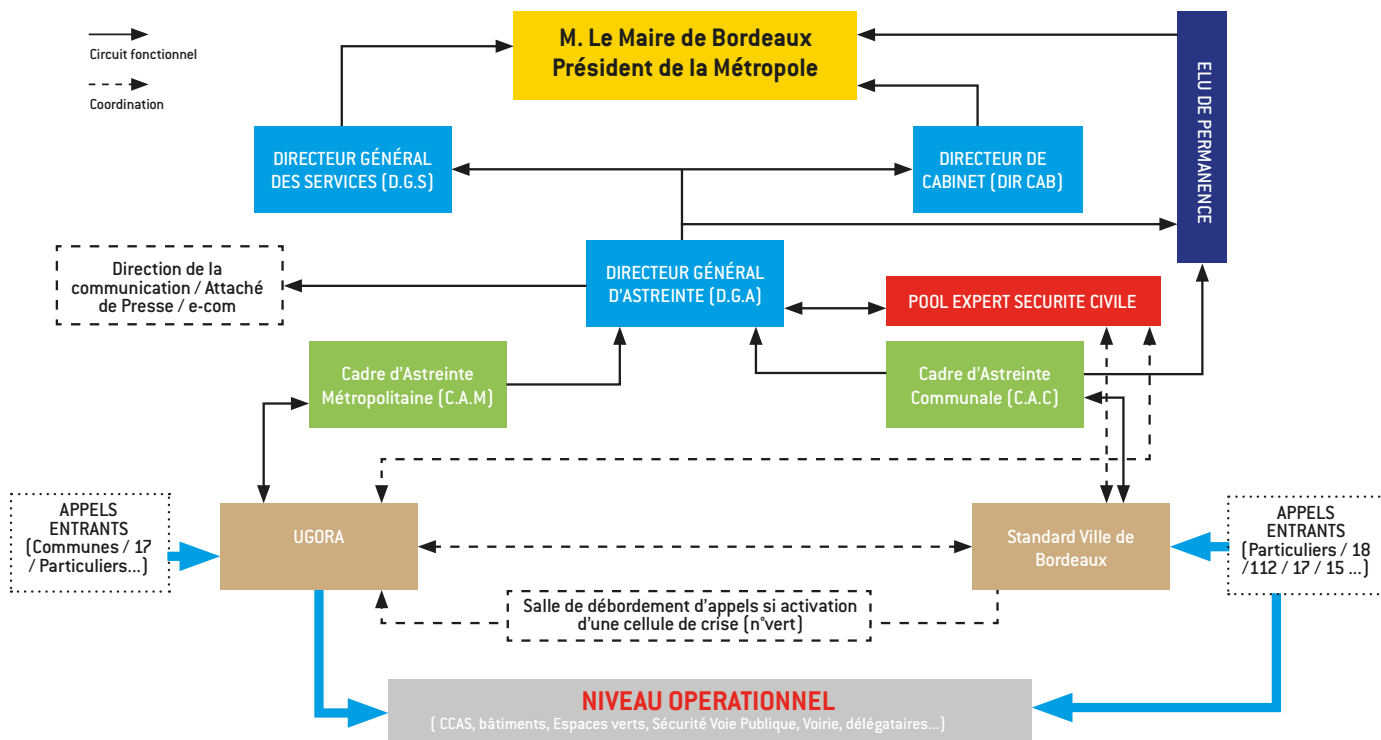 Circuit fonctionnel
Coordination
M. Le Maire de Bordeaux
Président de la Métropole
ELU DE PERMANENCE
DIRECTEUR GÉNÉRAL
DES SERVICES (D.G.S)
DIRECTEUR DE
CABINET (DIR CAB)
Direction de la
communication / Attaché
de Presse / e-com
DIRECTEUR GÉNÉRAL
D'ASTREINTE (D.G.A)
POOL EXPERT SECURITE CIVILE
Cadre d'Astreinte
Métropolitaine (C.A.M)
Cadre d'Astreinte
Communale (C.A.C)
APPELS
ENTRANTS
(Communes / 17
/ Particuliers...)
UGORA
Standard Ville de
Bordeaux
APPELS
ENTRANTS
(Particuliers / 18
/112 / 17 / 15 ...)
Salle de débordement d'appels si activation
d'une cellule de crise (n°vert)
NIVEAU OPERATIONNEL
( CCAS, bâtiments, Espaces verts, Sécurité Voie Publique, Voirie, délégataires...)